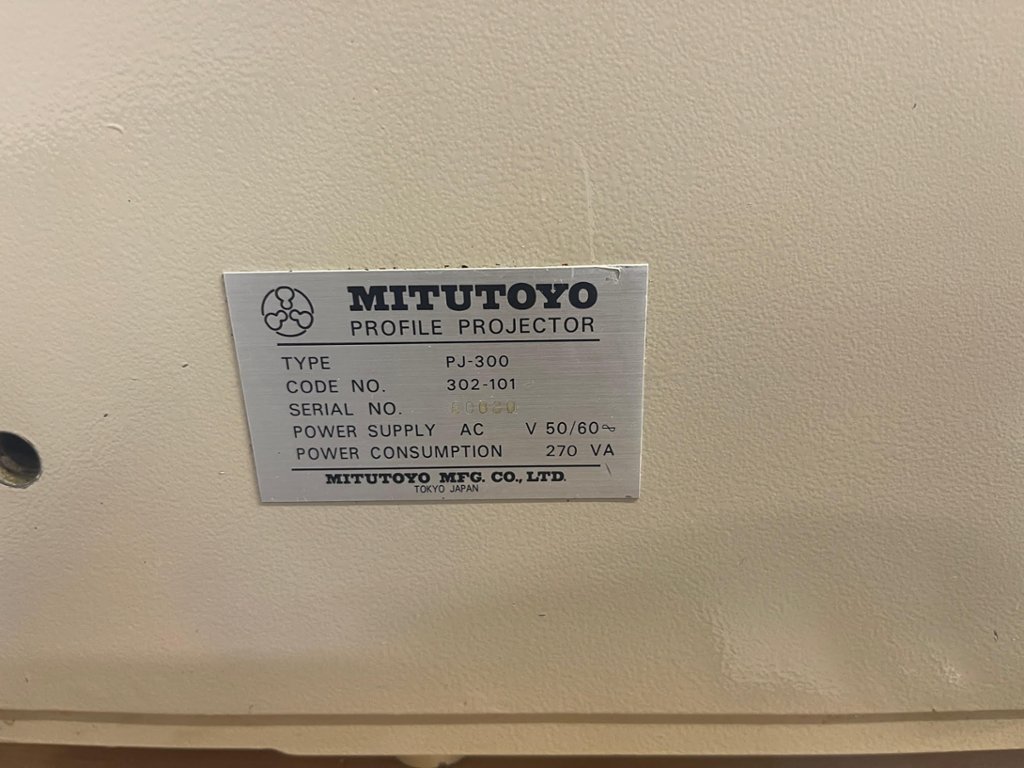 MITUTOYO
PROFILE PROJECTOR
TYPE PJ-300
CODE NO. 302-101
SERIAL NO.
POWER SUPPLY AC V 50/60~
POWER CONSUMPTION 270 VA
MITUTOYO MFG. CO., LTD.
TOKYO JAPAN